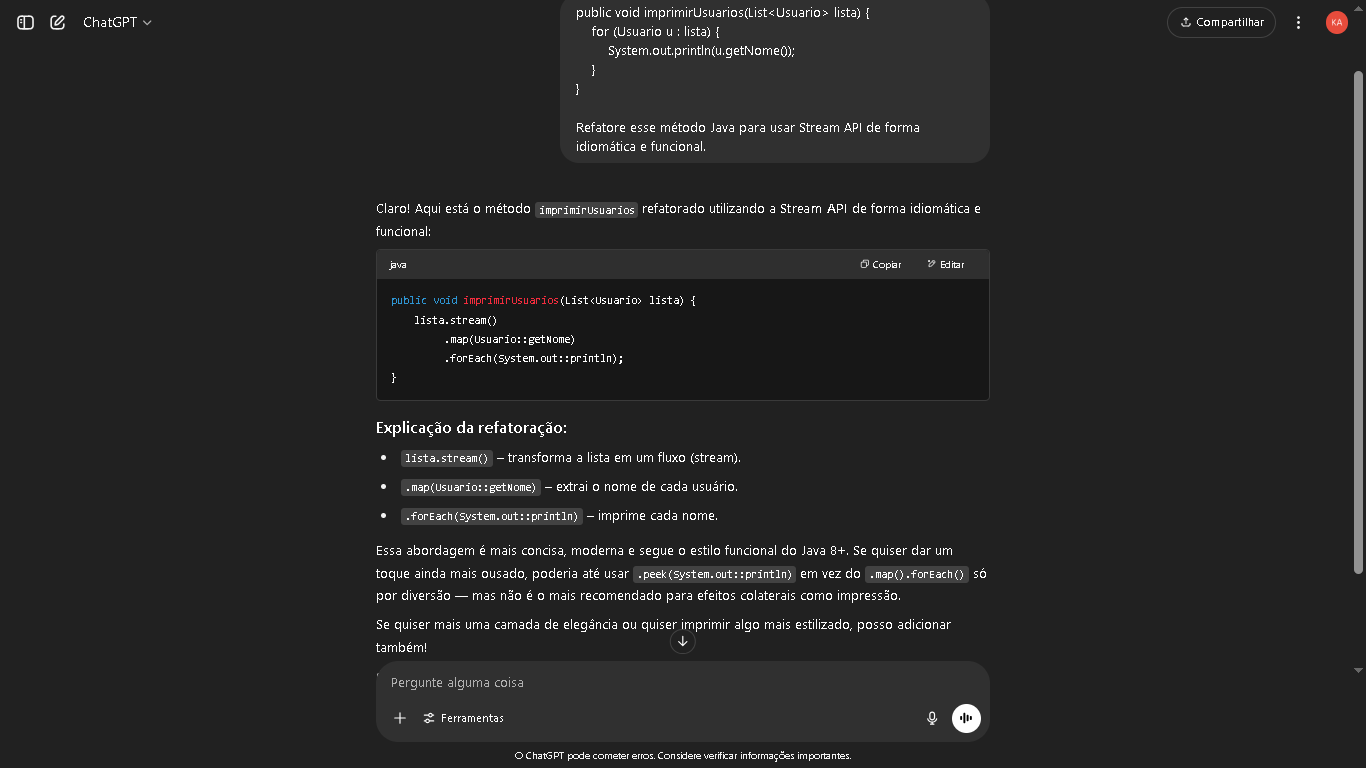 ChatGPT
Compartilhar
KA
public void imprimirUsuarios(List<Usuario> lista) {
for (Usuario u : lista) {
System.out.println(u.getNome());
}
}
Refatore esse método Java para usar Stream API de forma
idiomática e funcional.
Claro! Aqui está o método imprimirUsuarios refatorado utilizando a Stream API de forma idiomática e
funcional:
java
Copiar
Editar
public void imprimirUsuarios(List<Usuario> lista) {
lista.stream()
.map(Usuario::getNome)
.forEach(System.out::println);
}
Explicação da refatoração:
• lista.stream() – transforma a lista em um fluxo (stream).
• .map(Usuario::getNome) – extrai o nome de cada usuário.
• .forEach(System.out::println) – imprime cada nome.
Essa abordagem é mais concisa, moderna e segue o estilo funcional do Java 8+. Se quiser dar um
toque ainda mais ousado, poderia até usar .peek(System.out::println) em vez do .map().forEach() só
por diversão — mas não é o mais recomendado para efeitos colaterais como impressão.
Se quiser mais uma camada de elegância ou quiser imprimir algo mais estilizado, posso adicionar
também!
Pergunte alguma coisa
Ferramentas
O ChatGPT pode cometer erros. Considere verificar informações importantes.